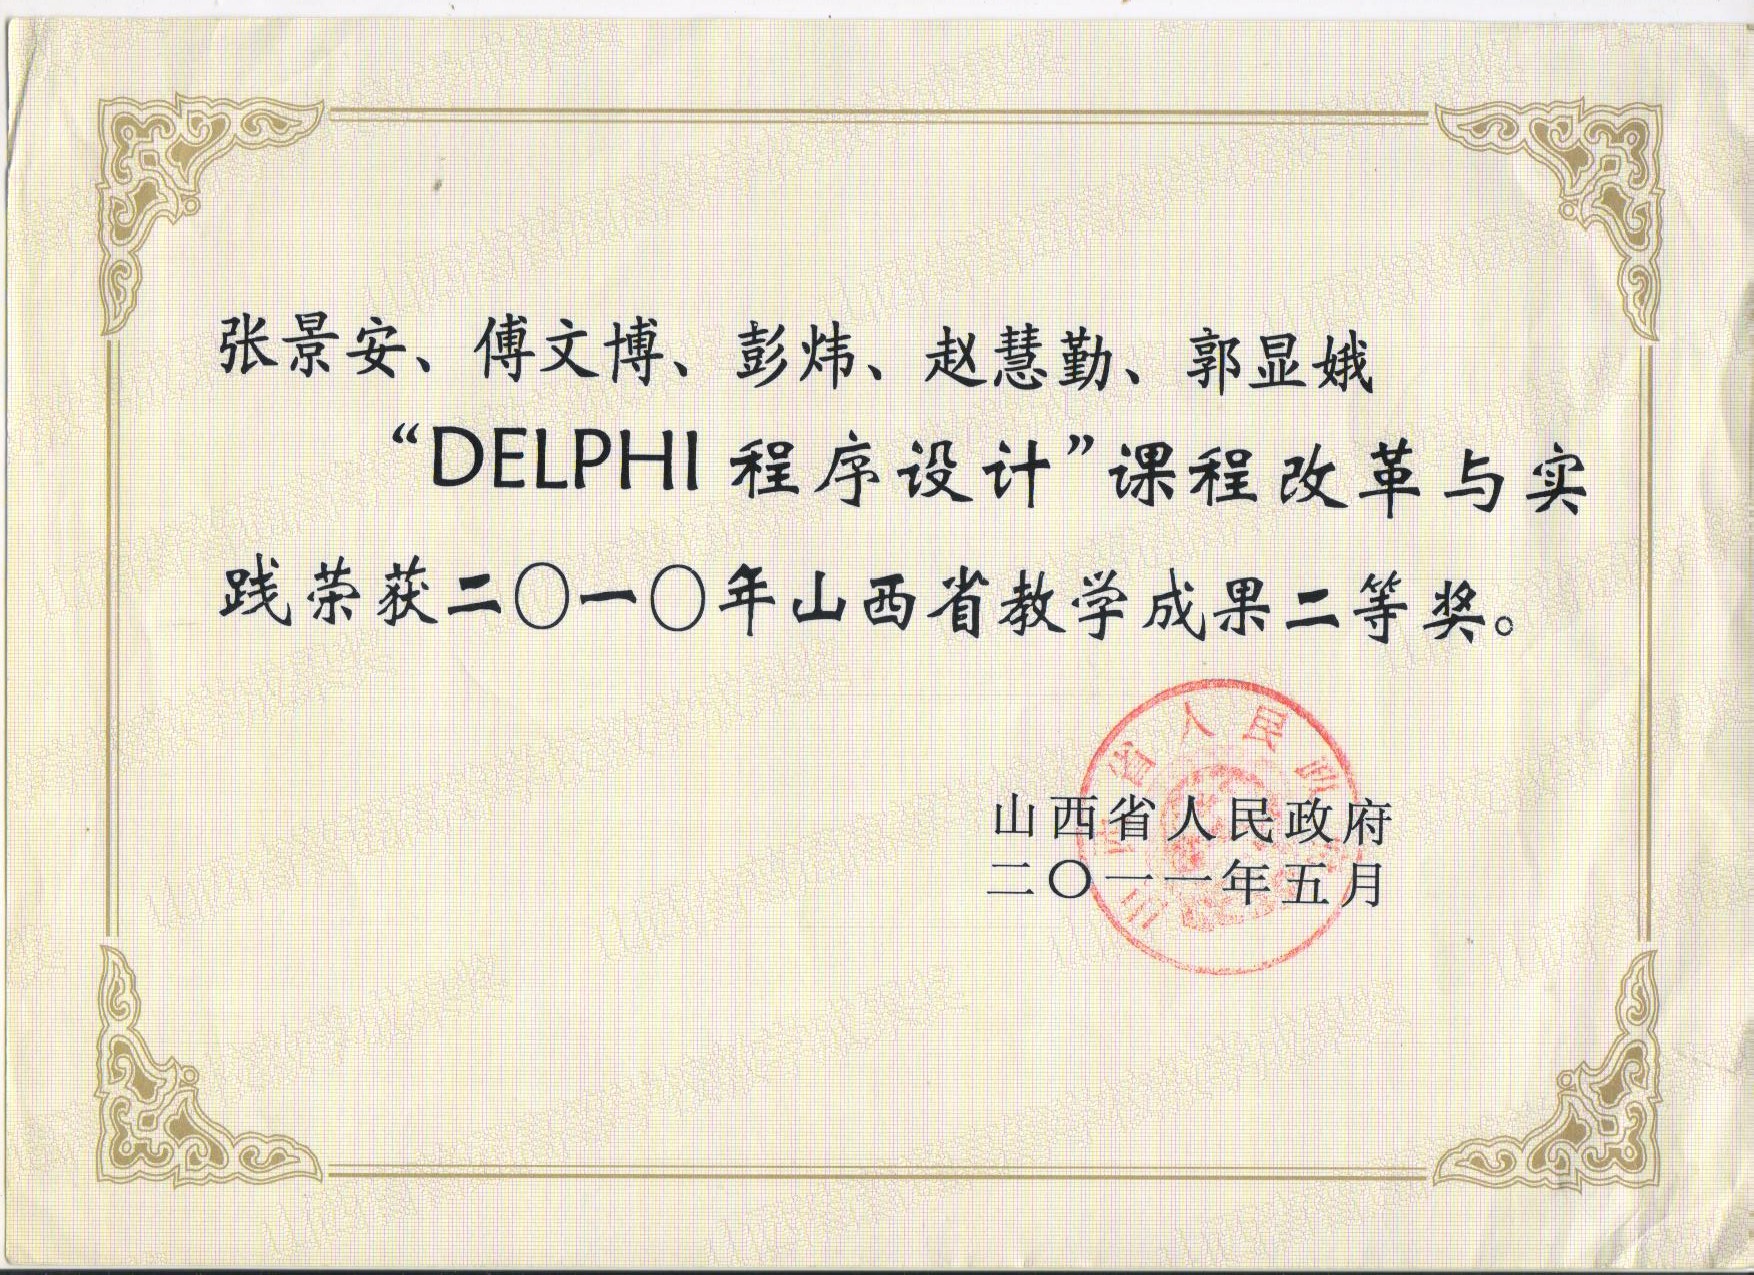 张景安、傅文博、彭炜、赵慧勤、郭显娥
“DELPHI 程序设计”课程改革与实
践荣获二〇一〇年山西省教学成果二等奖。
山西省人民政府
二〇一一年五月